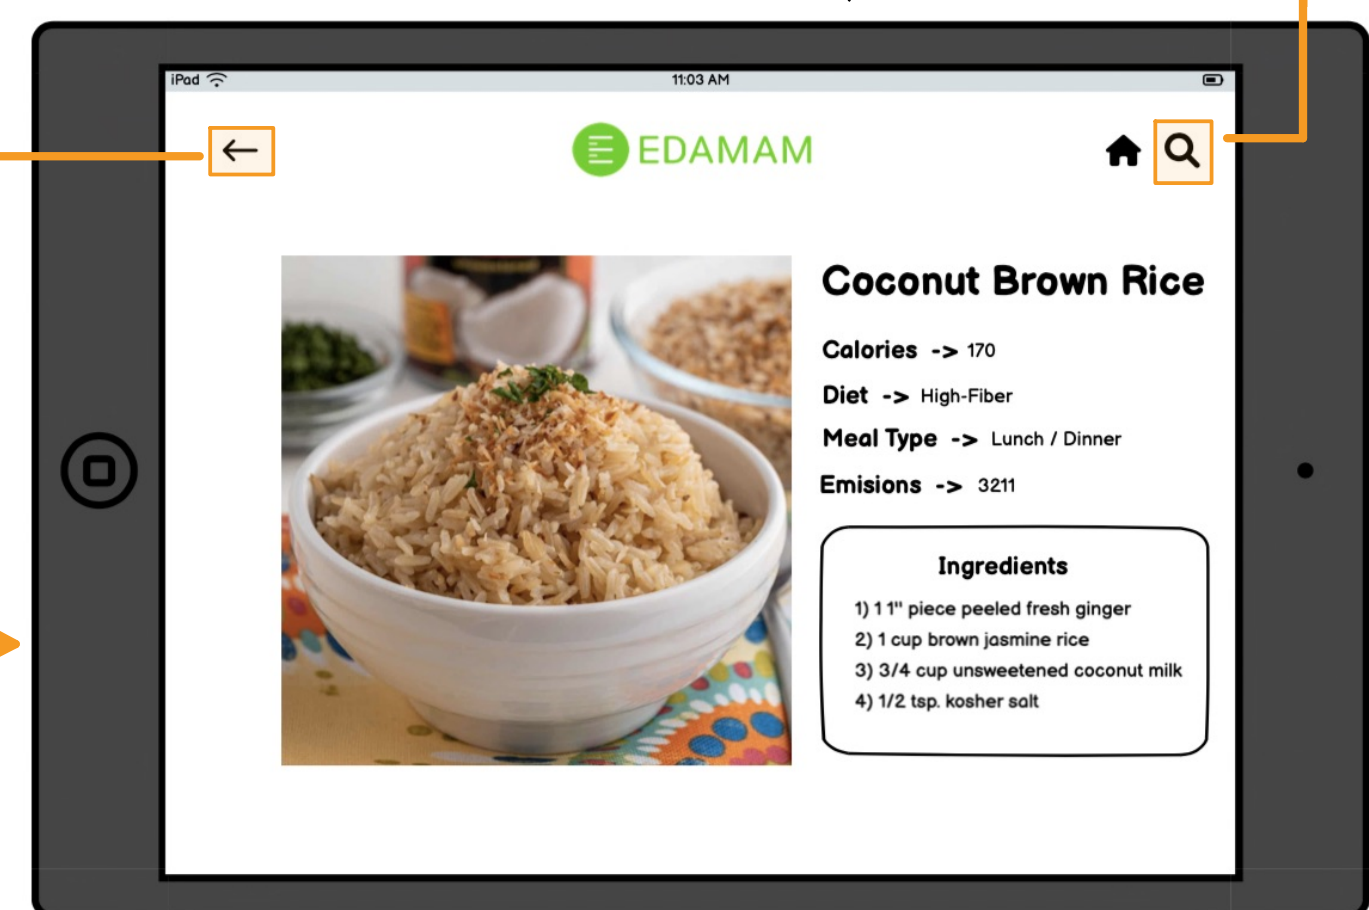 iPad
11:03 AM
EDAMAM
Coconut Brown Rice
Calories -> 170
Diet -> High-Fiber
Meal Type -> Lunch / Dinner
Emisions -> 3211
Ingredients
1) 1 1" piece peeled fresh ginger
2) 1 cup brown jasmine rice
3) 3/4 cup unsweetened coconut milk
4) 1/2 tsp. kosher salt